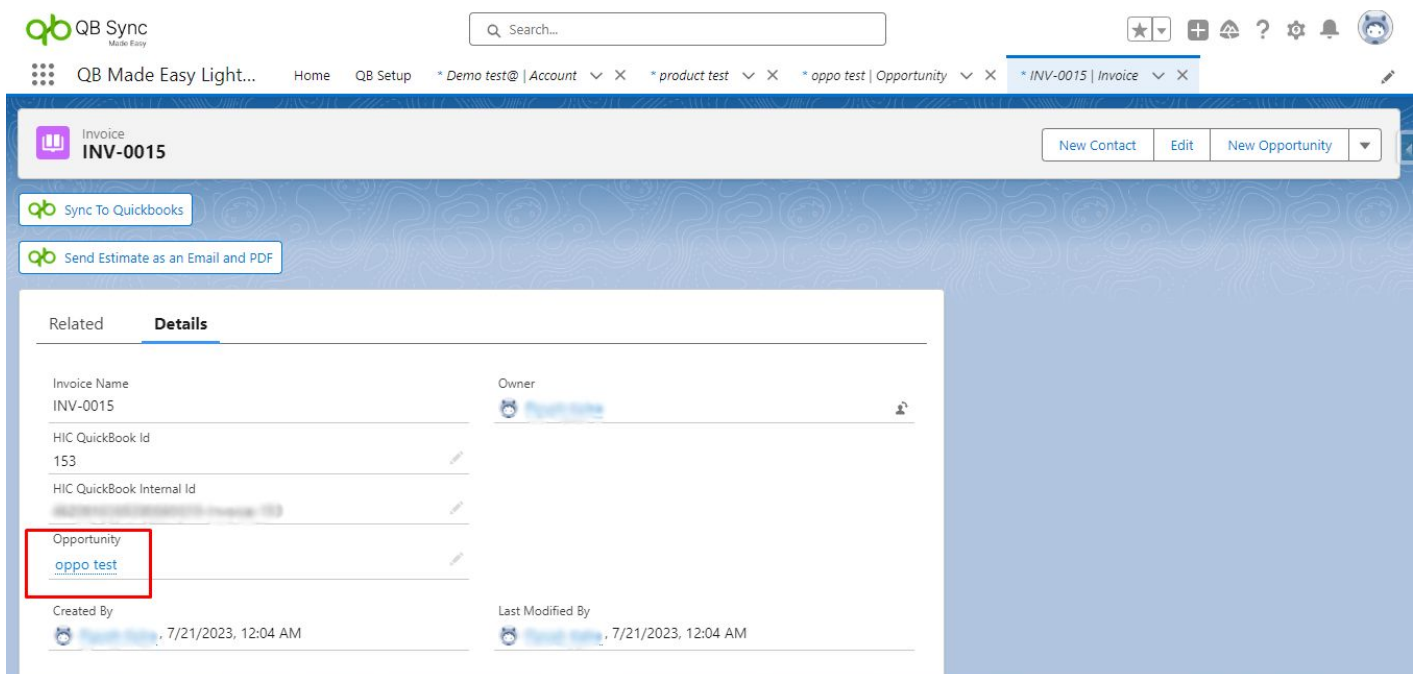 QB Sync
Made Easy
Search...
QB Made Easy Light...
Home
QB Setup
* Demo test@ | Account
* product test
* oppo test | Opportunity
* INV-0015 | Invoice
Invoice
INV-0015
New Contact
Edit
New Opportunity
Sync To Quickbooks
Send Estimate as an Email and PDF
Related
Details
Invoice Name
INV-0015
Owner
HIC QuickBook Id
153
HIC QuickBook Internal Id
Opportunity
oppo test
Created By
, 7/21/2023, 12:04 AM
Last Modified By
, 7/21/2023, 12:04 AM